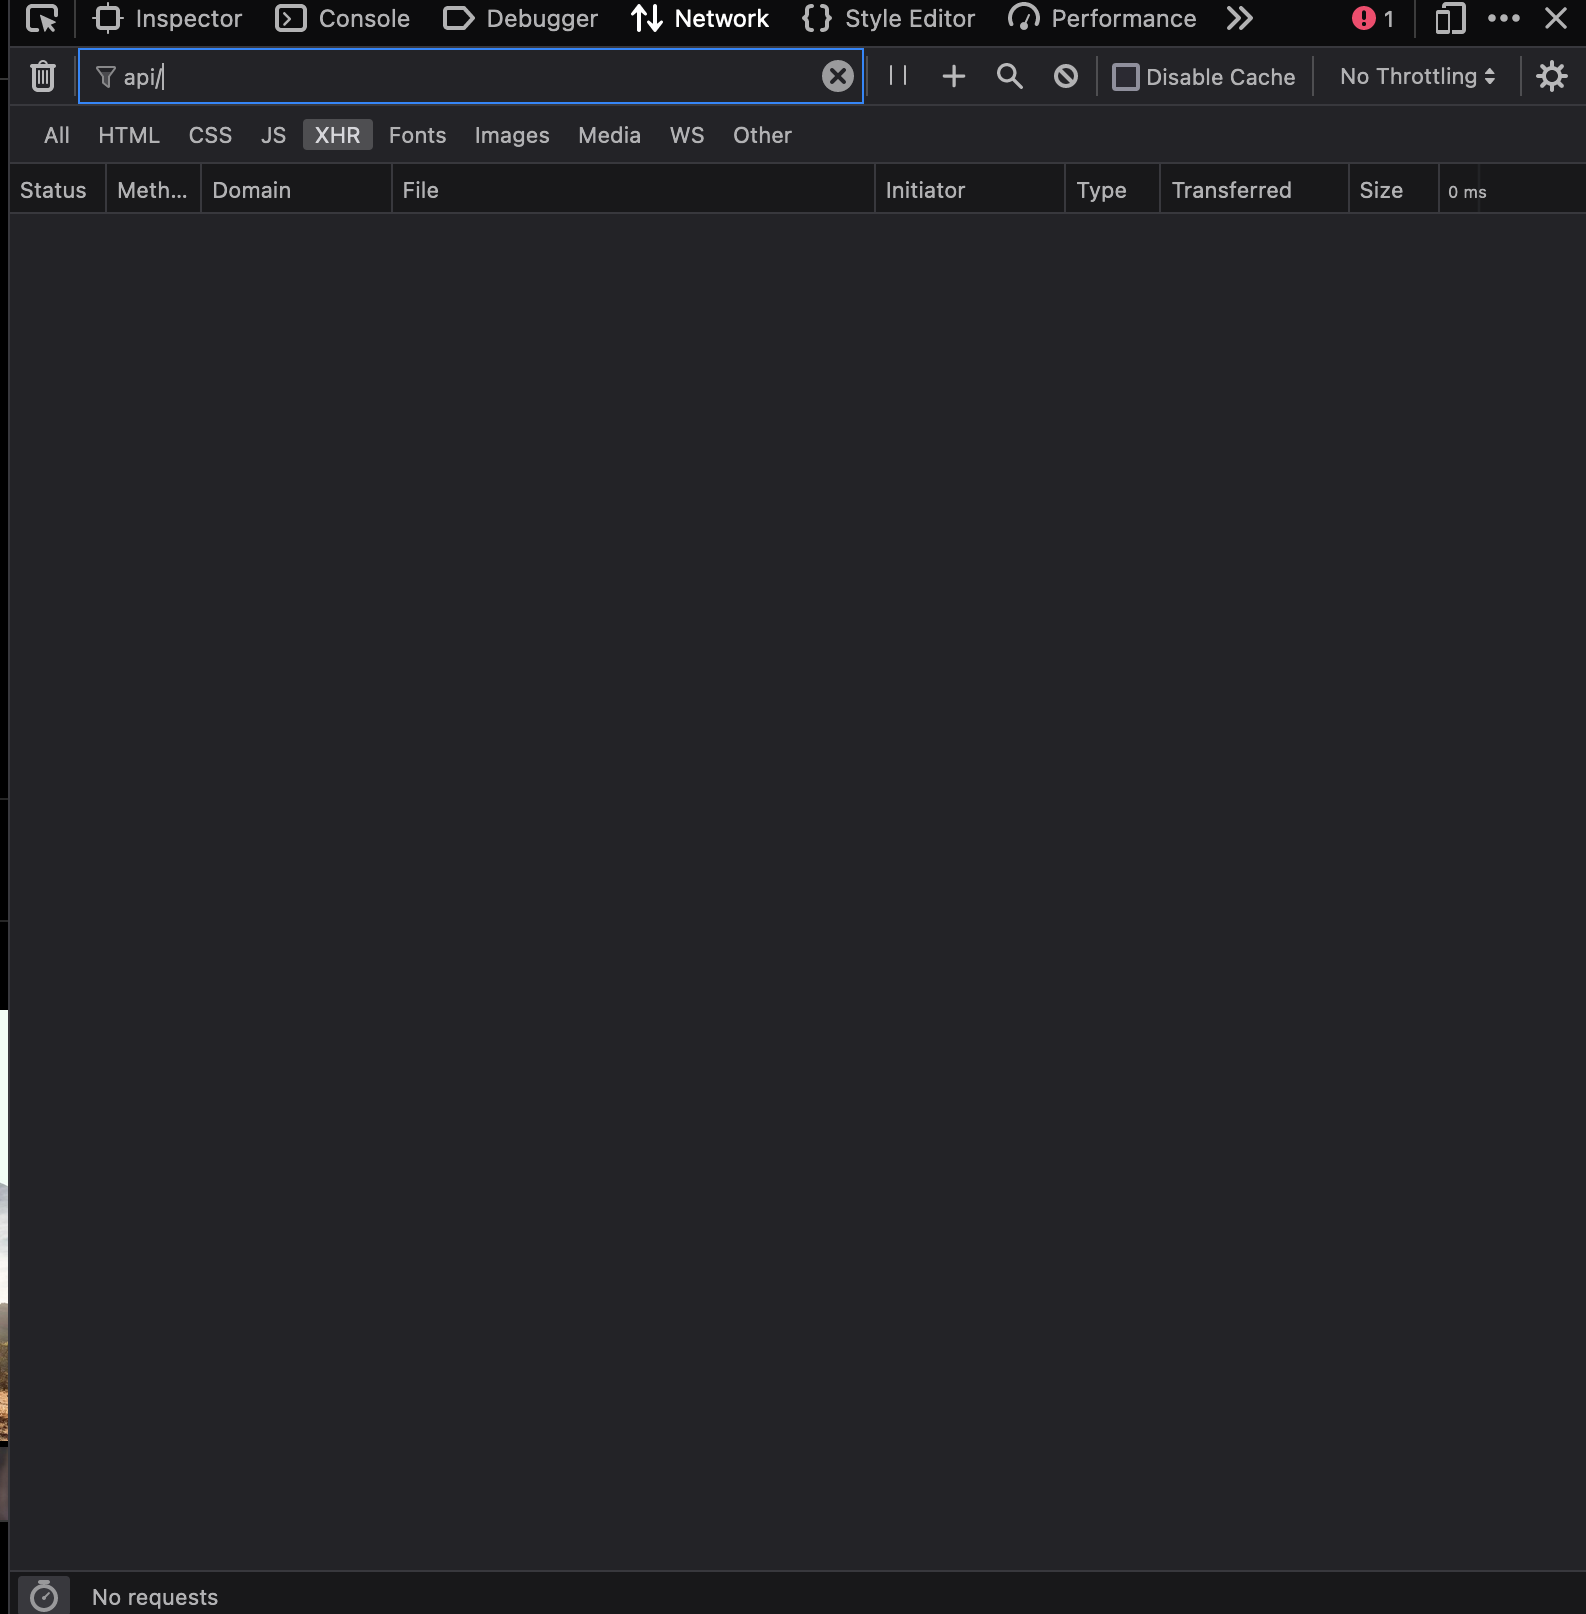 Inspector Console Debugger Network Style Editor Performance 1
api/ Disable Cache No Throttling
All HTML CSS JS XHR Fonts Images Media WS Other
Status Meth... Domain File Initiator Type Transferred Size 0 ms
No requests